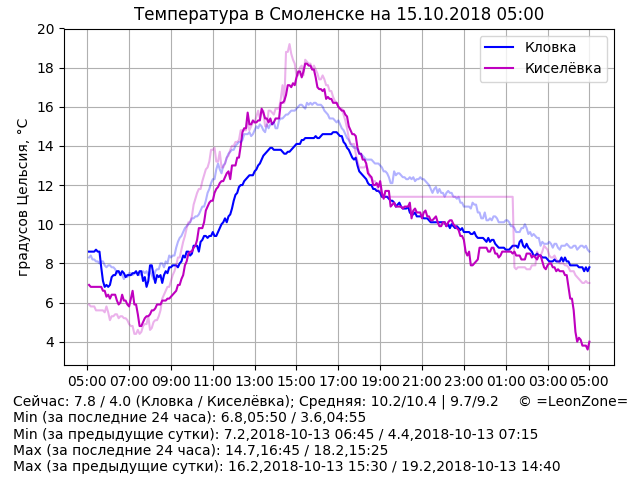 Температура в Смоленске на 15.10.2018 05:00
20
18
16
14
12
10
8
6
4
градусов Цельсия, °C
Кловка
Киселёвка
05:00 07:00 09:00 11:00 13:00 15:00 17:00 19:00 21:00 23:00 01:00 03:00 05:00
Сейчас: 7.8 / 4.0 (Кловка / Киселёвка); Средняя: 10.2/10.4 | 9.7/9.2 © =LeonZone=
Min (за последние 24 часа): 6.8,05:50 / 3.6,04:55
Min (за предыдущие сутки): 7.2,2018-10-13 06:45 / 4.4,2018-10-13 07:15
Max (за последние 24 часа): 14.7,16:45 / 18.2,15:25
Max (за предыдущие сутки): 16.2,2018-10-13 15:30 / 19.2,2018-10-13 14:40